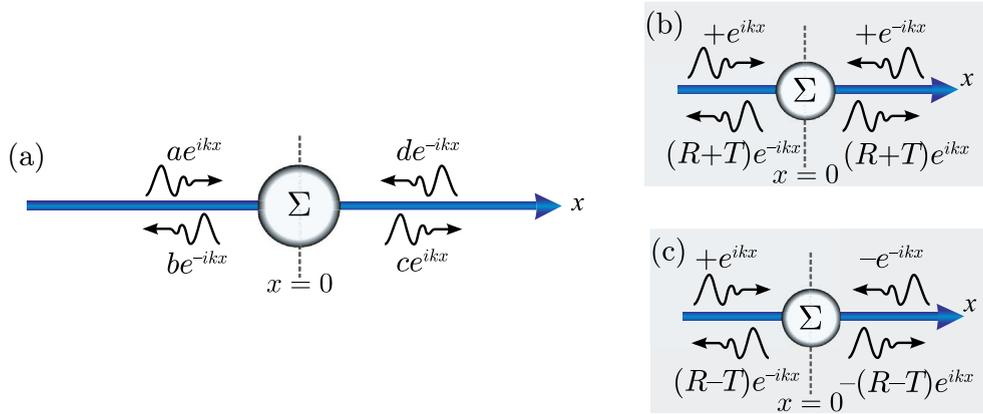 (a)
ae^{ikx}
de^{-ikx}
Σ
x
be^{-ikx}
ce^{ikx}
x = 0
(b)
+e^{ikx}
+e^{-ikx}
Σ
x
(R+T)e^{-ikx}
(R+T)e^{ikx}
x = 0
(c)
+e^{ikx}
–e^{-ikx}
Σ
x
(R–T)e^{-ikx}
–(R–T)e^{ikx}
x = 0